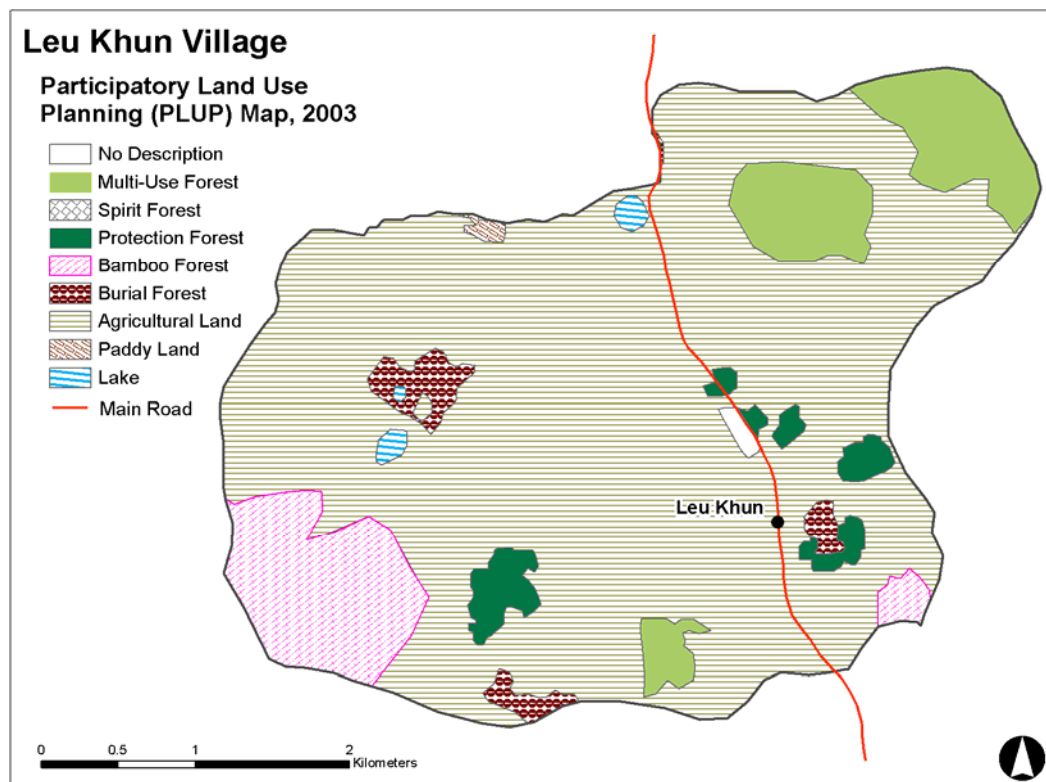 Leu Khun Village
Participatory Land Use
Planning (PLUP) Map, 2003
No Description
Multi-Use Forest
Spirit Forest
Protection Forest
Bamboo Forest
Burial Forest
Agricultural Land
Paddy Land
Lake
Main Road
Leu Khun
0 0.5 1 2
Kilometers